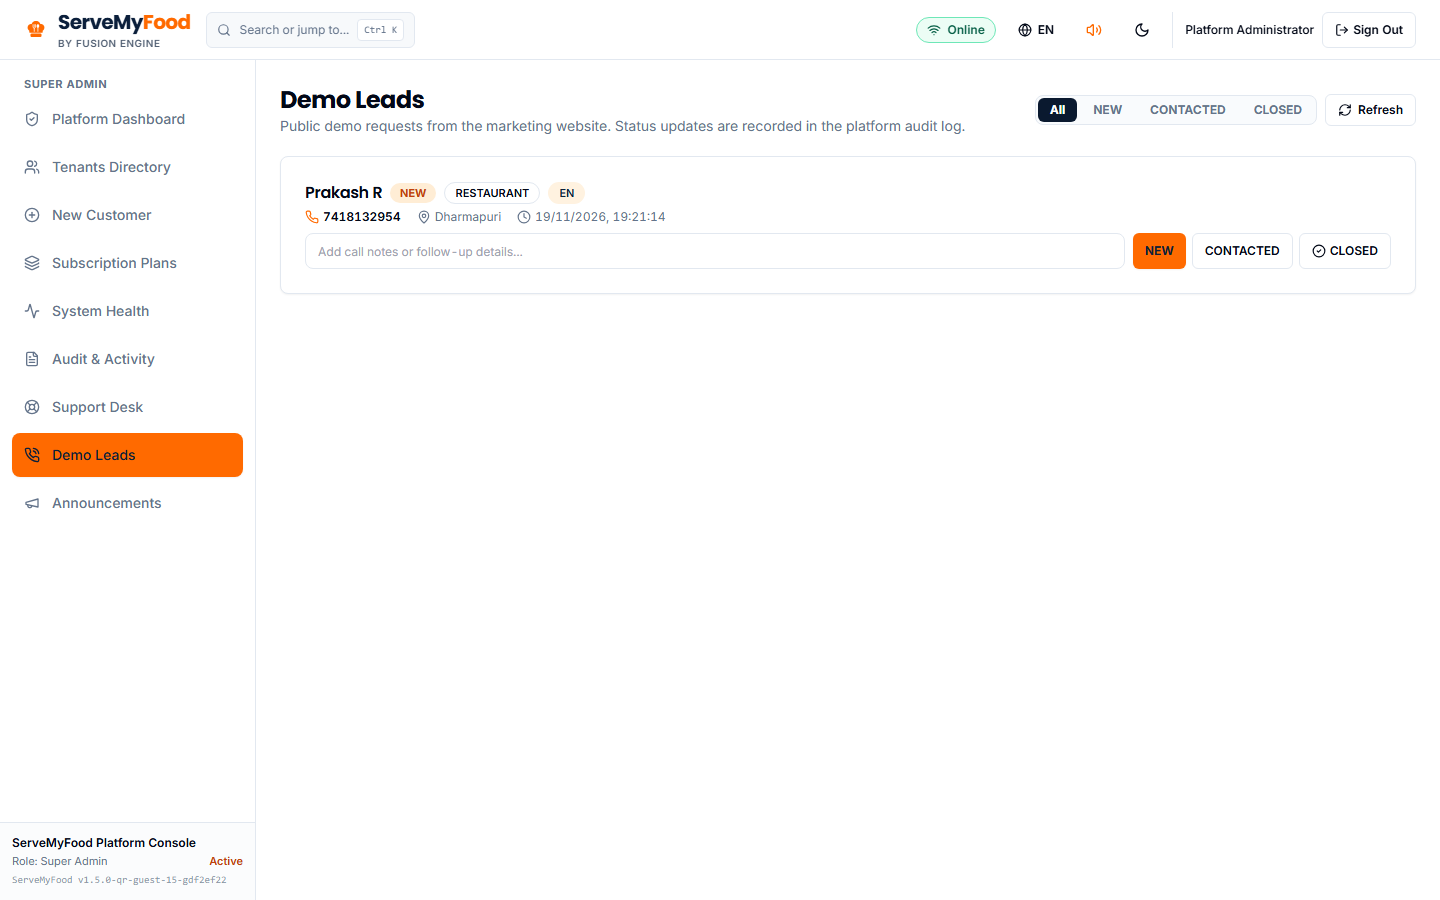 ServeMyFood
BY FUSION ENGINE
Search or jump to...
Ctrl K
Online
EN
Platform Administrator
Sign Out
SUPER ADMIN
Platform Dashboard
Tenants Directory
New Customer
Subscription Plans
System Health
Audit & Activity
Support Desk
Demo Leads
Announcements
ServeMyFood Platform Console
Role: Super Admin
Active
ServeMyFood v1.5.0-qr-guest-15-gdf2ef22
Demo Leads
Public demo requests from the marketing website. Status updates are recorded in the platform audit log.
All
NEW
CONTACTED
CLOSED
Refresh
Prakash R
NEW
RESTAURANT
EN
7418132954
Dharmapuri
19/11/2026, 19:21:14
Add call notes or follow-up details...
NEW
CONTACTED
CLOSED